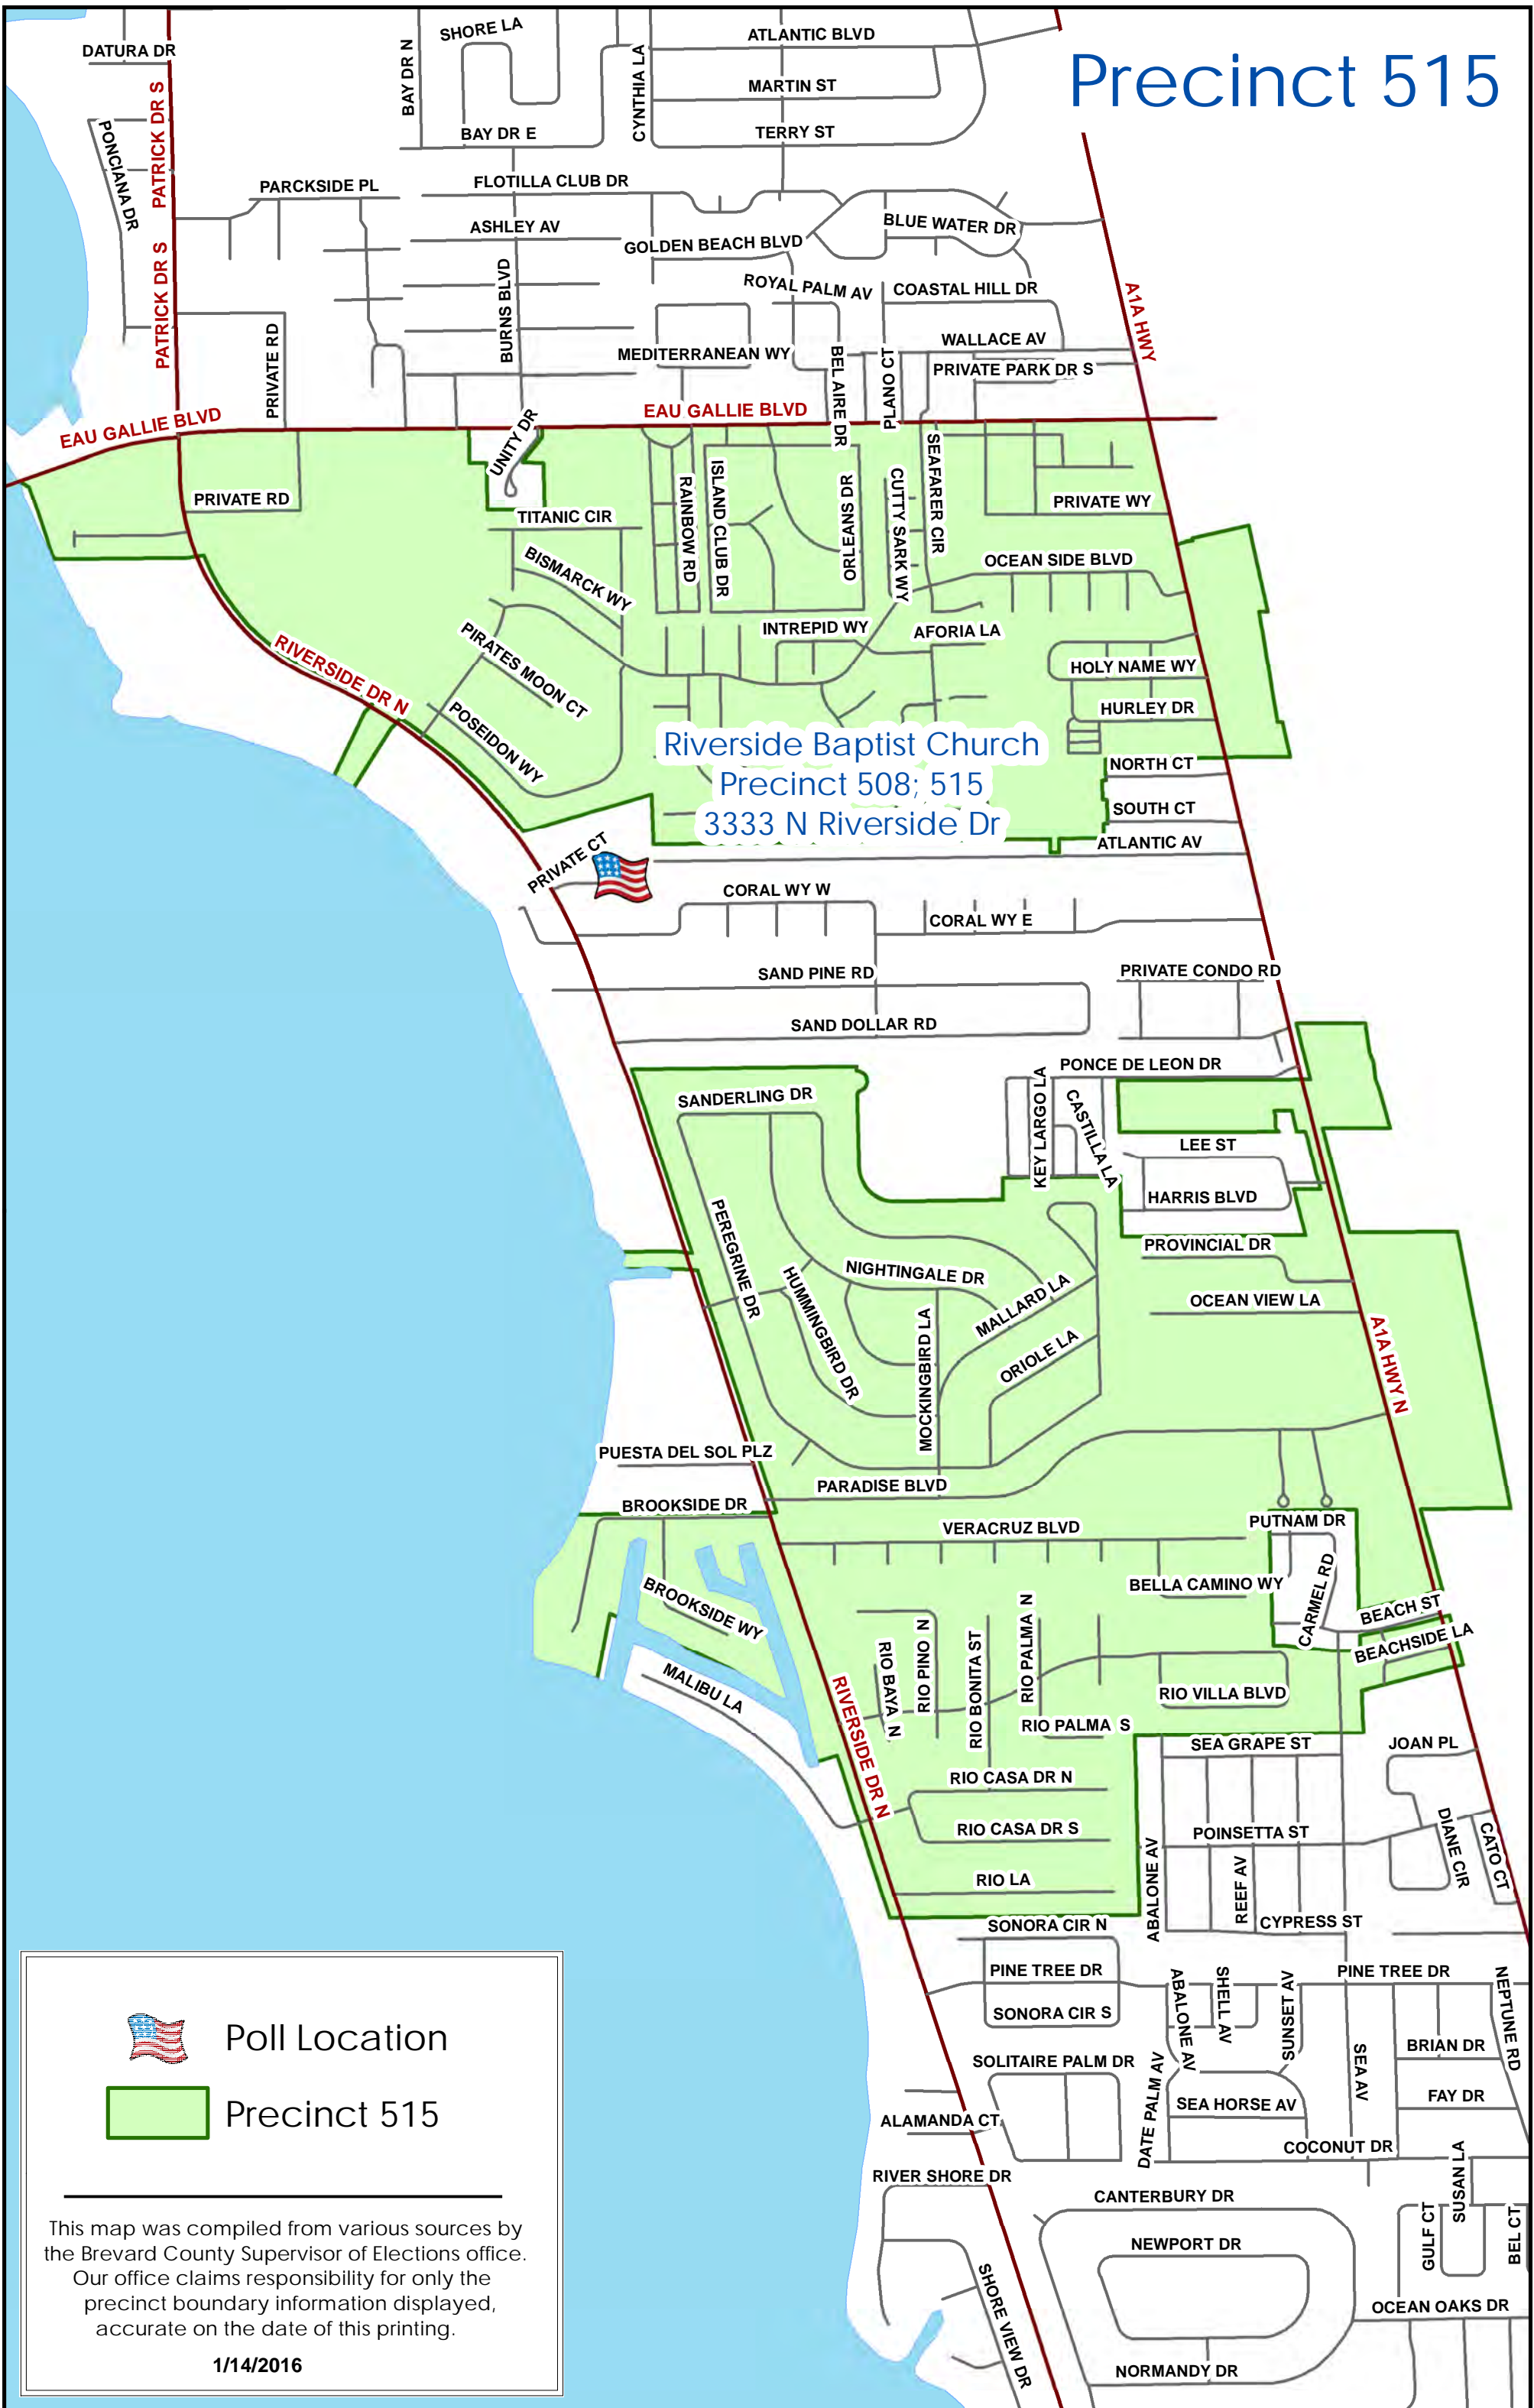 Precinct 515
DATURA DR
SHORE LA
ATLANTIC BLVD
BAY DR N
CYNTHIA LA
MARTIN ST
PATRICK DR S
PONCIANA DR
BAY DR E
TERRY ST
PARCKSIDE PL
FLOTILLA CLUB DR
ASHLEY AV
GOLDEN BEACH BLVD
BLUE WATER DR
PATRICK DR S
BURNS BLVD
ROYAL PALM AV
COASTAL HILL DR
A1A HWY
PRIVATE RD
MEDITERRANEAN WY
BEL AIRE DR
PLANO CT
WALLACE AV
PRIVATE PARK DR S
EAU GALLIE BLVD
EAU GALLIE BLVD
UNITY DR
PRIVATE RD
TITANIC CIR
RAINBOW RD
ISLAND CLUB DR
ORLEANS DR
CUTTY SARK WY
SEAFARER CIR
PRIVATE WY
BISMARCK WY
OCEAN SIDE BLVD
INTREPID WY
AFORIA LA
PIRATES MOON CT
RIVERSIDE DR N
HOLY NAME WY
POSEIDON WY
HURLEY DR
Riverside Baptist Church
Precinct 508; 515
3333 N Riverside Dr
NORTH CT
SOUTH CT
ATLANTIC AV
PRIVATE CT
CORAL WY W
CORAL WY E
SAND PINE RD
PRIVATE CONDO RD
SAND DOLLAR RD
PONCE DE LEON DR
SANDERLING DR
KEY LARGO LA
CASTILLA LA
LEE ST
HARRIS BLVD
PEREGRINE DR
PROVINCIAL DR
HUMMINGBIRD DR
NIGHTINGALE DR
MALLARD LA
OCEAN VIEW LA
MOCKINGBIRD LA
ORIOLE LA
A1A HWY N
PUESTA DEL SOL PLZ
PARADISE BLVD
BROOKSIDE DR
VERACRUZ BLVD
PUTNAM DR
BROOKSIDE WY
BELLA CAMINO WY
CARMEL RD
BEACH ST
BEACHSIDE LA
MALIBU LA
RIVERSIDE DR N
RIO BAYA N
RIO PINO N
RIO BONITA ST
RIO PALMA N
RIO VILLA BLVD
RIO PALMA S
SEA GRAPE ST
JOAN PL
RIO CASA DR N
RIO CASA DR S
ABALONE AV
POINSETTA ST
DIANE CIR
CATO CT
RIO LA
REEF AV
SONORA CIR N
CYPRESS ST
PINE TREE DR
ABALONE AV
SHELL AV
SUNSET AV
PINE TREE DR
NEPTUNE RD
SONORA CIR S
SEA AV
BRIAN DR
SOLITAIRE PALM DR
DATE PALM AV
SEA HORSE AV
FAY DR
ALAMANDA CT
COCONUT DR
RIVER SHORE DR
SUSAN LA
CANTERBURY DR
GULF CT
BEL CT
NEWPORT DR
SHORE VIEW DR
OCEAN OAKS DR
NORMANDY DR
Poll Location
Precinct 515
This map was compiled from various sources by
the Brevard County Supervisor of Elections office.
Our office claims responsibility for only the
precinct boundary information displayed,
accurate on the date of this printing.
1/14/2016